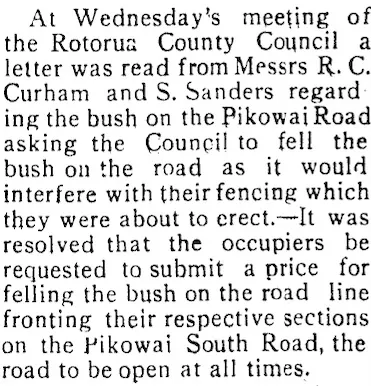 At Wednesday's meeting of
the Rotorua County Council a
letter was read from Messrs R. C.
Curham and S. Sanders regard
ing the bush on the Pikowai Road
asking the Council to fell the
bush on the road as it would
interfere with their fencing which
they were about to erect.—It was
resolved that the occupiers be
requested to submit a price for
felling the bush on the road line
fronting their respective sections
on the Pikowai South Road, the
road to be open at all times.